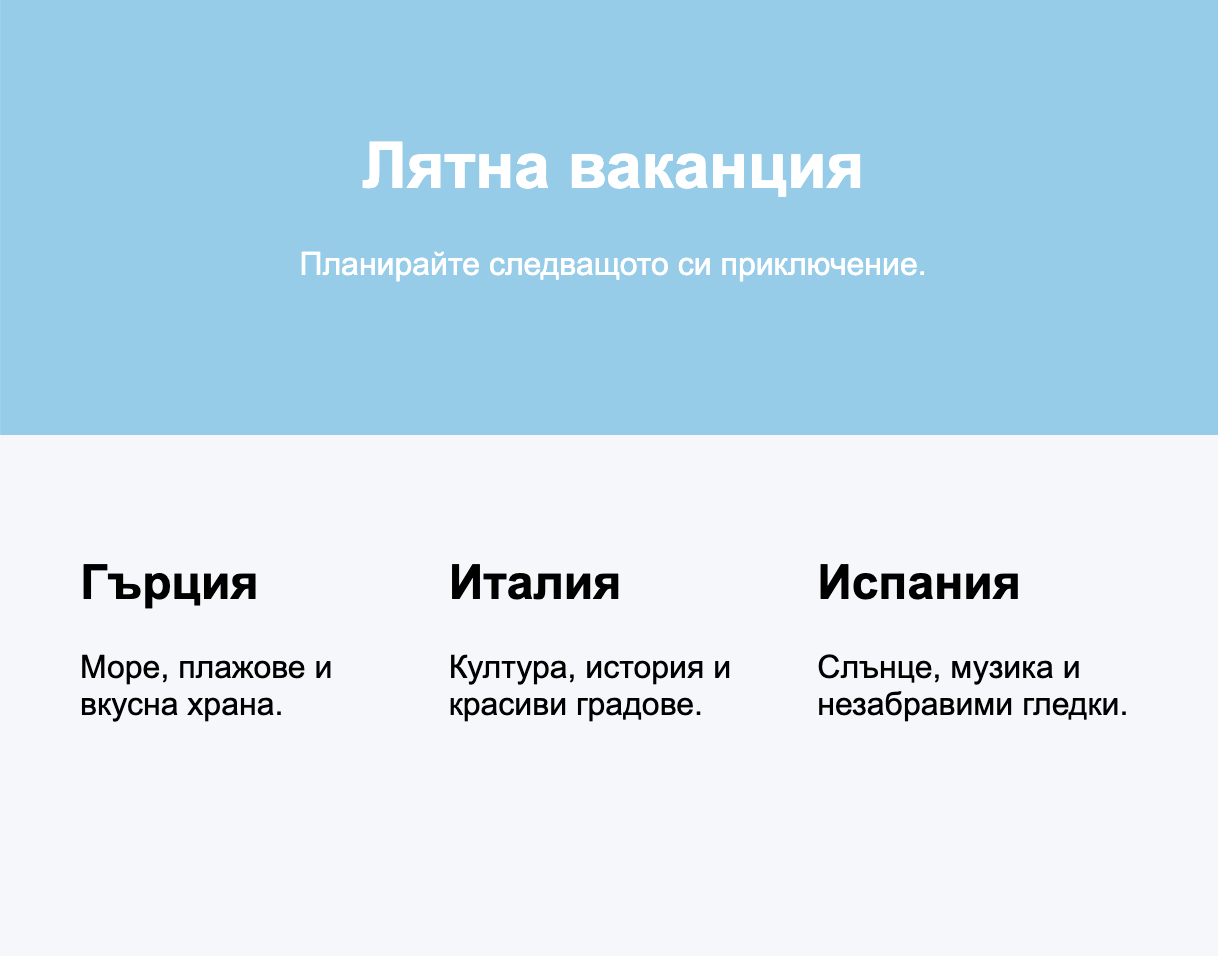 Лятна ваканция
Планирайте следващото си приключение.
Гърция
Море, плажове и
вкусна храна.
Италия
Култура, история и
красиви градове.
Испания
Слънце, музика и
незабравими гледки.